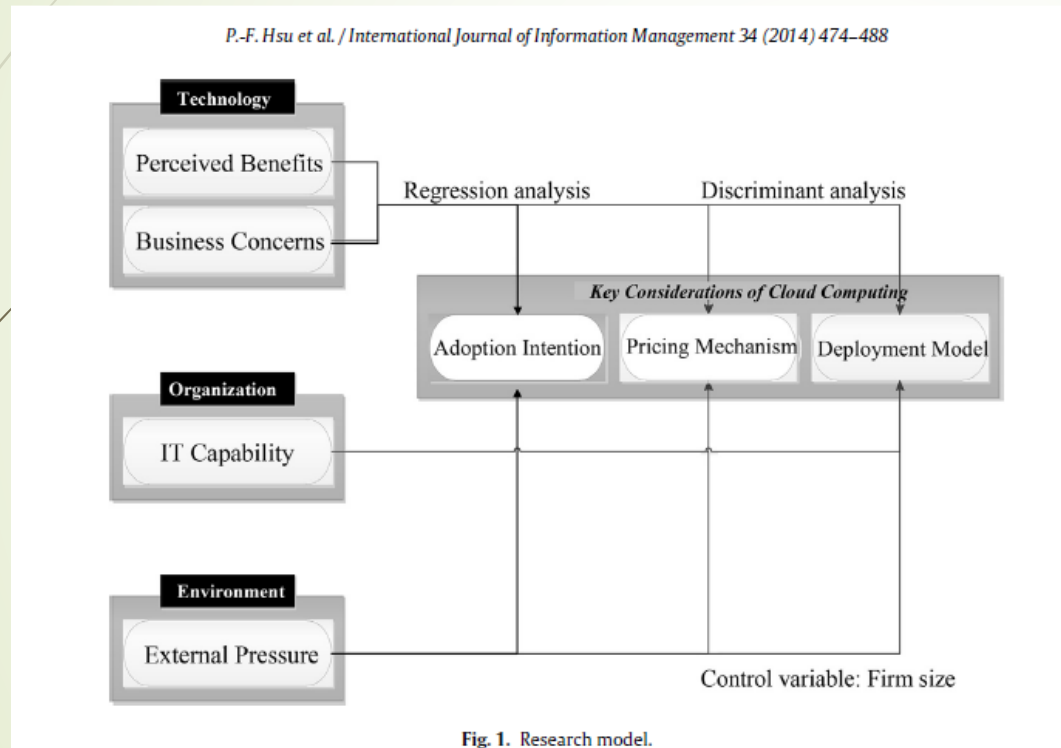 P.-F. Hsu et al. / International Journal of Information Management 34 (2014) 474–488
Technology
Perceived Benefits
Business Concerns
Regression analysis
Discriminant analysis
Key Considerations of Cloud Computing
Adoption Intention
Pricing Mechanism
Deployment Model
Organization
IT Capability
Environment
External Pressure
Control variable: Firm size
Fig. 1. Research model.